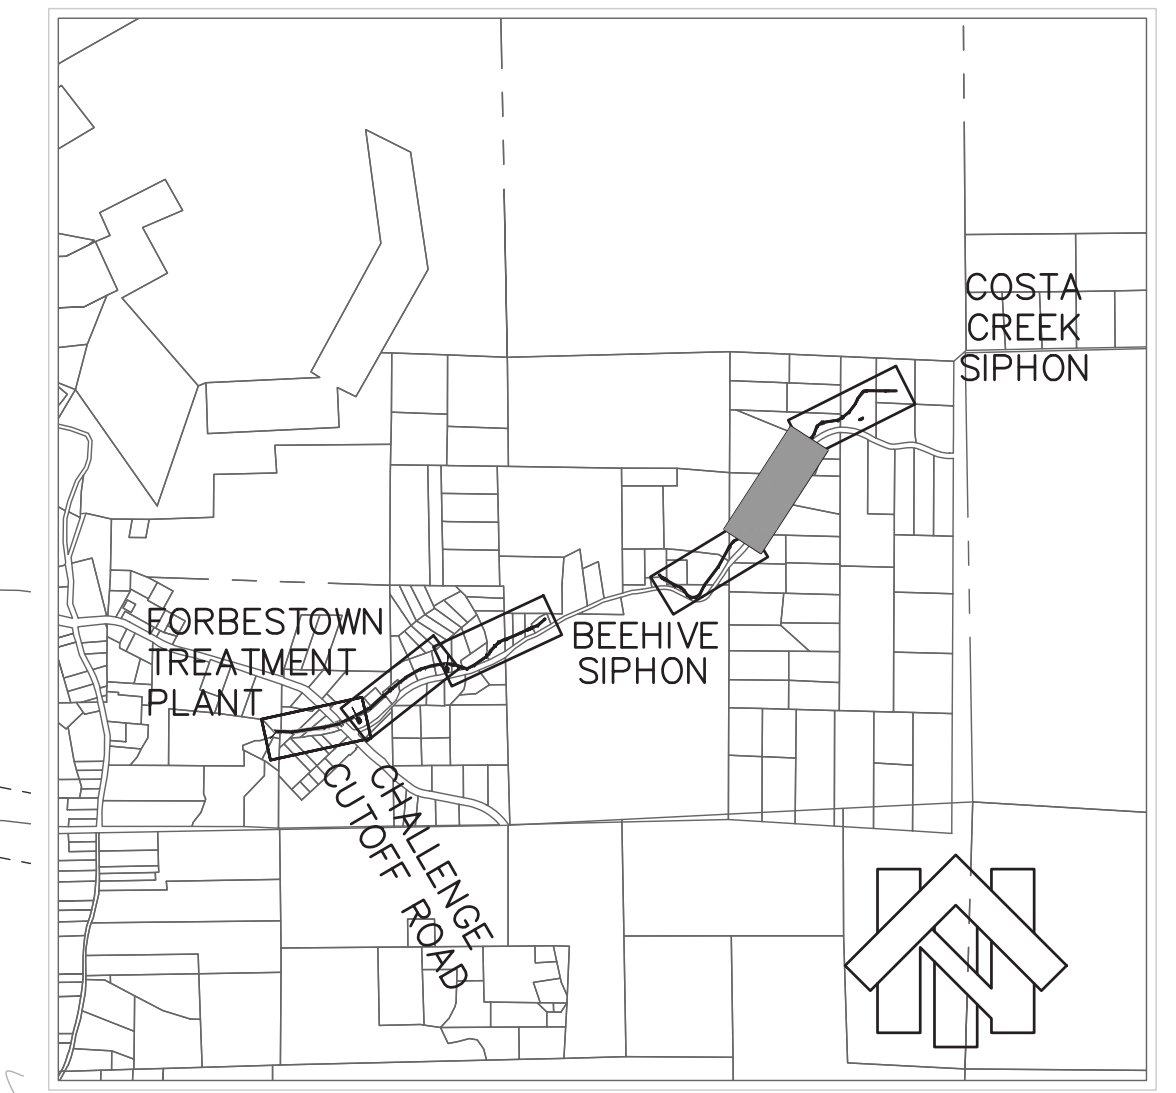 COSTA
CREEK
SIPHON
FORBESTOWN
TREATMENT
PLANT
BEEHIVE
SIPHON
CHALLENGE
CUTOFF ROAD
N